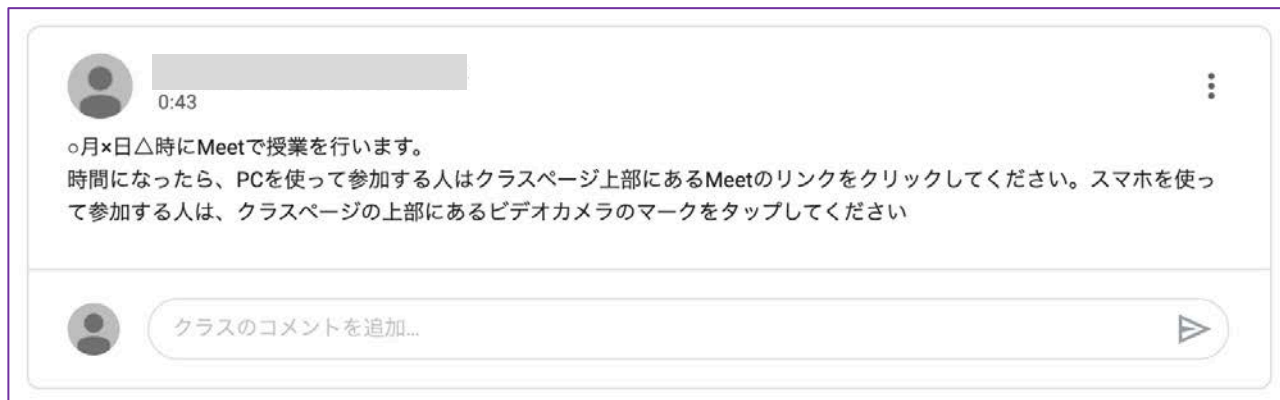 0:43
○月×日△時にMeetで授業を行います。
時間になったら、PCを使って参加する人はクラスページ上部にあるMeetのリンクをクリックしてください。スマホを使っ
て参加する人は、クラスページの上部にあるビデオカメラのマークをタップしてください
クラスのコメントを追加...